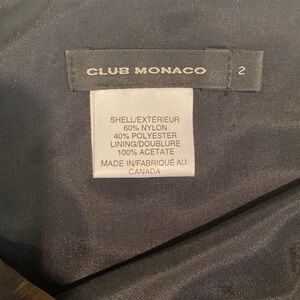 CLUB MONACO 2
SHELL/EXTÉRIEUR
60% NYLON
40% POLYESTER
LINING/DOUBLURE
100% ACETATE
MADE IN/FABRIQUÉ AU
CANADA